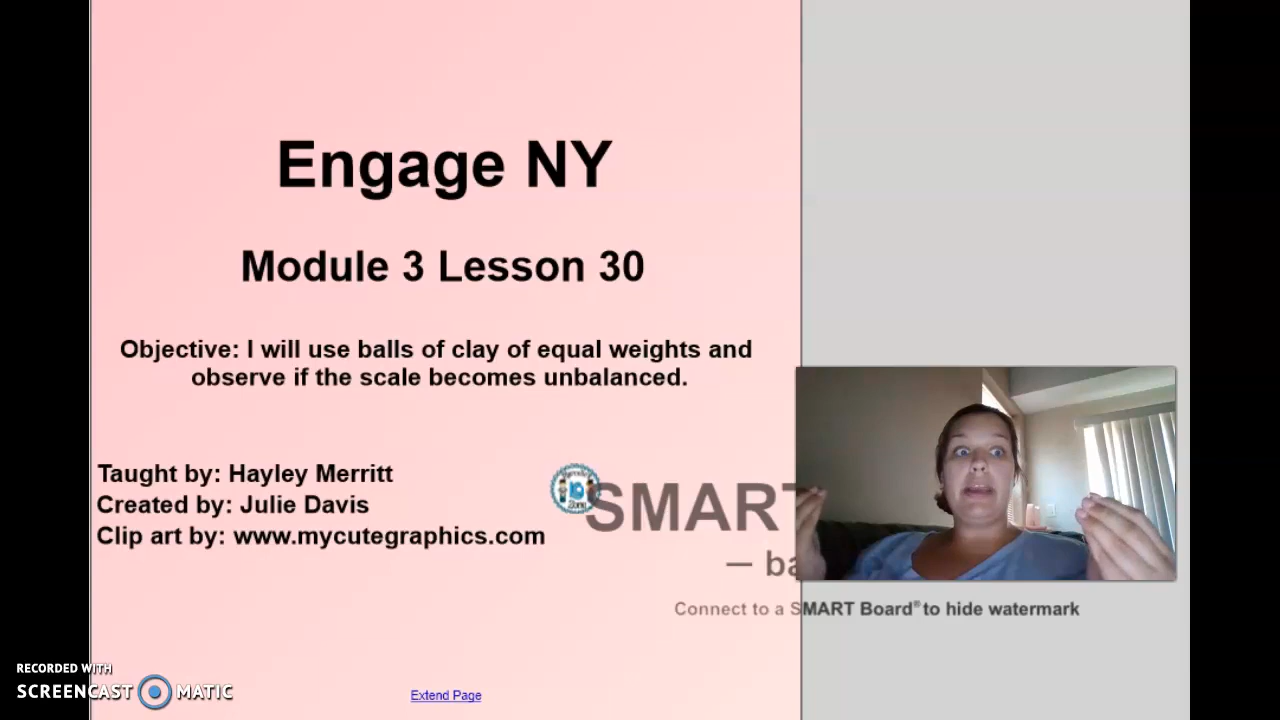 Engage NY
Module 3 Lesson 30
Objective: I will use balls of clay of equal weights and
observe if the scale becomes unbalanced.
Taught by: Hayley Merritt
Created by: Julie Davis
Clip art by: www.mycutegraphics.com
SMART
— ba
Connect to a SMART Board® to hide watermark
Extend Page
RECORDED WITH
SCREENCAST MATIC